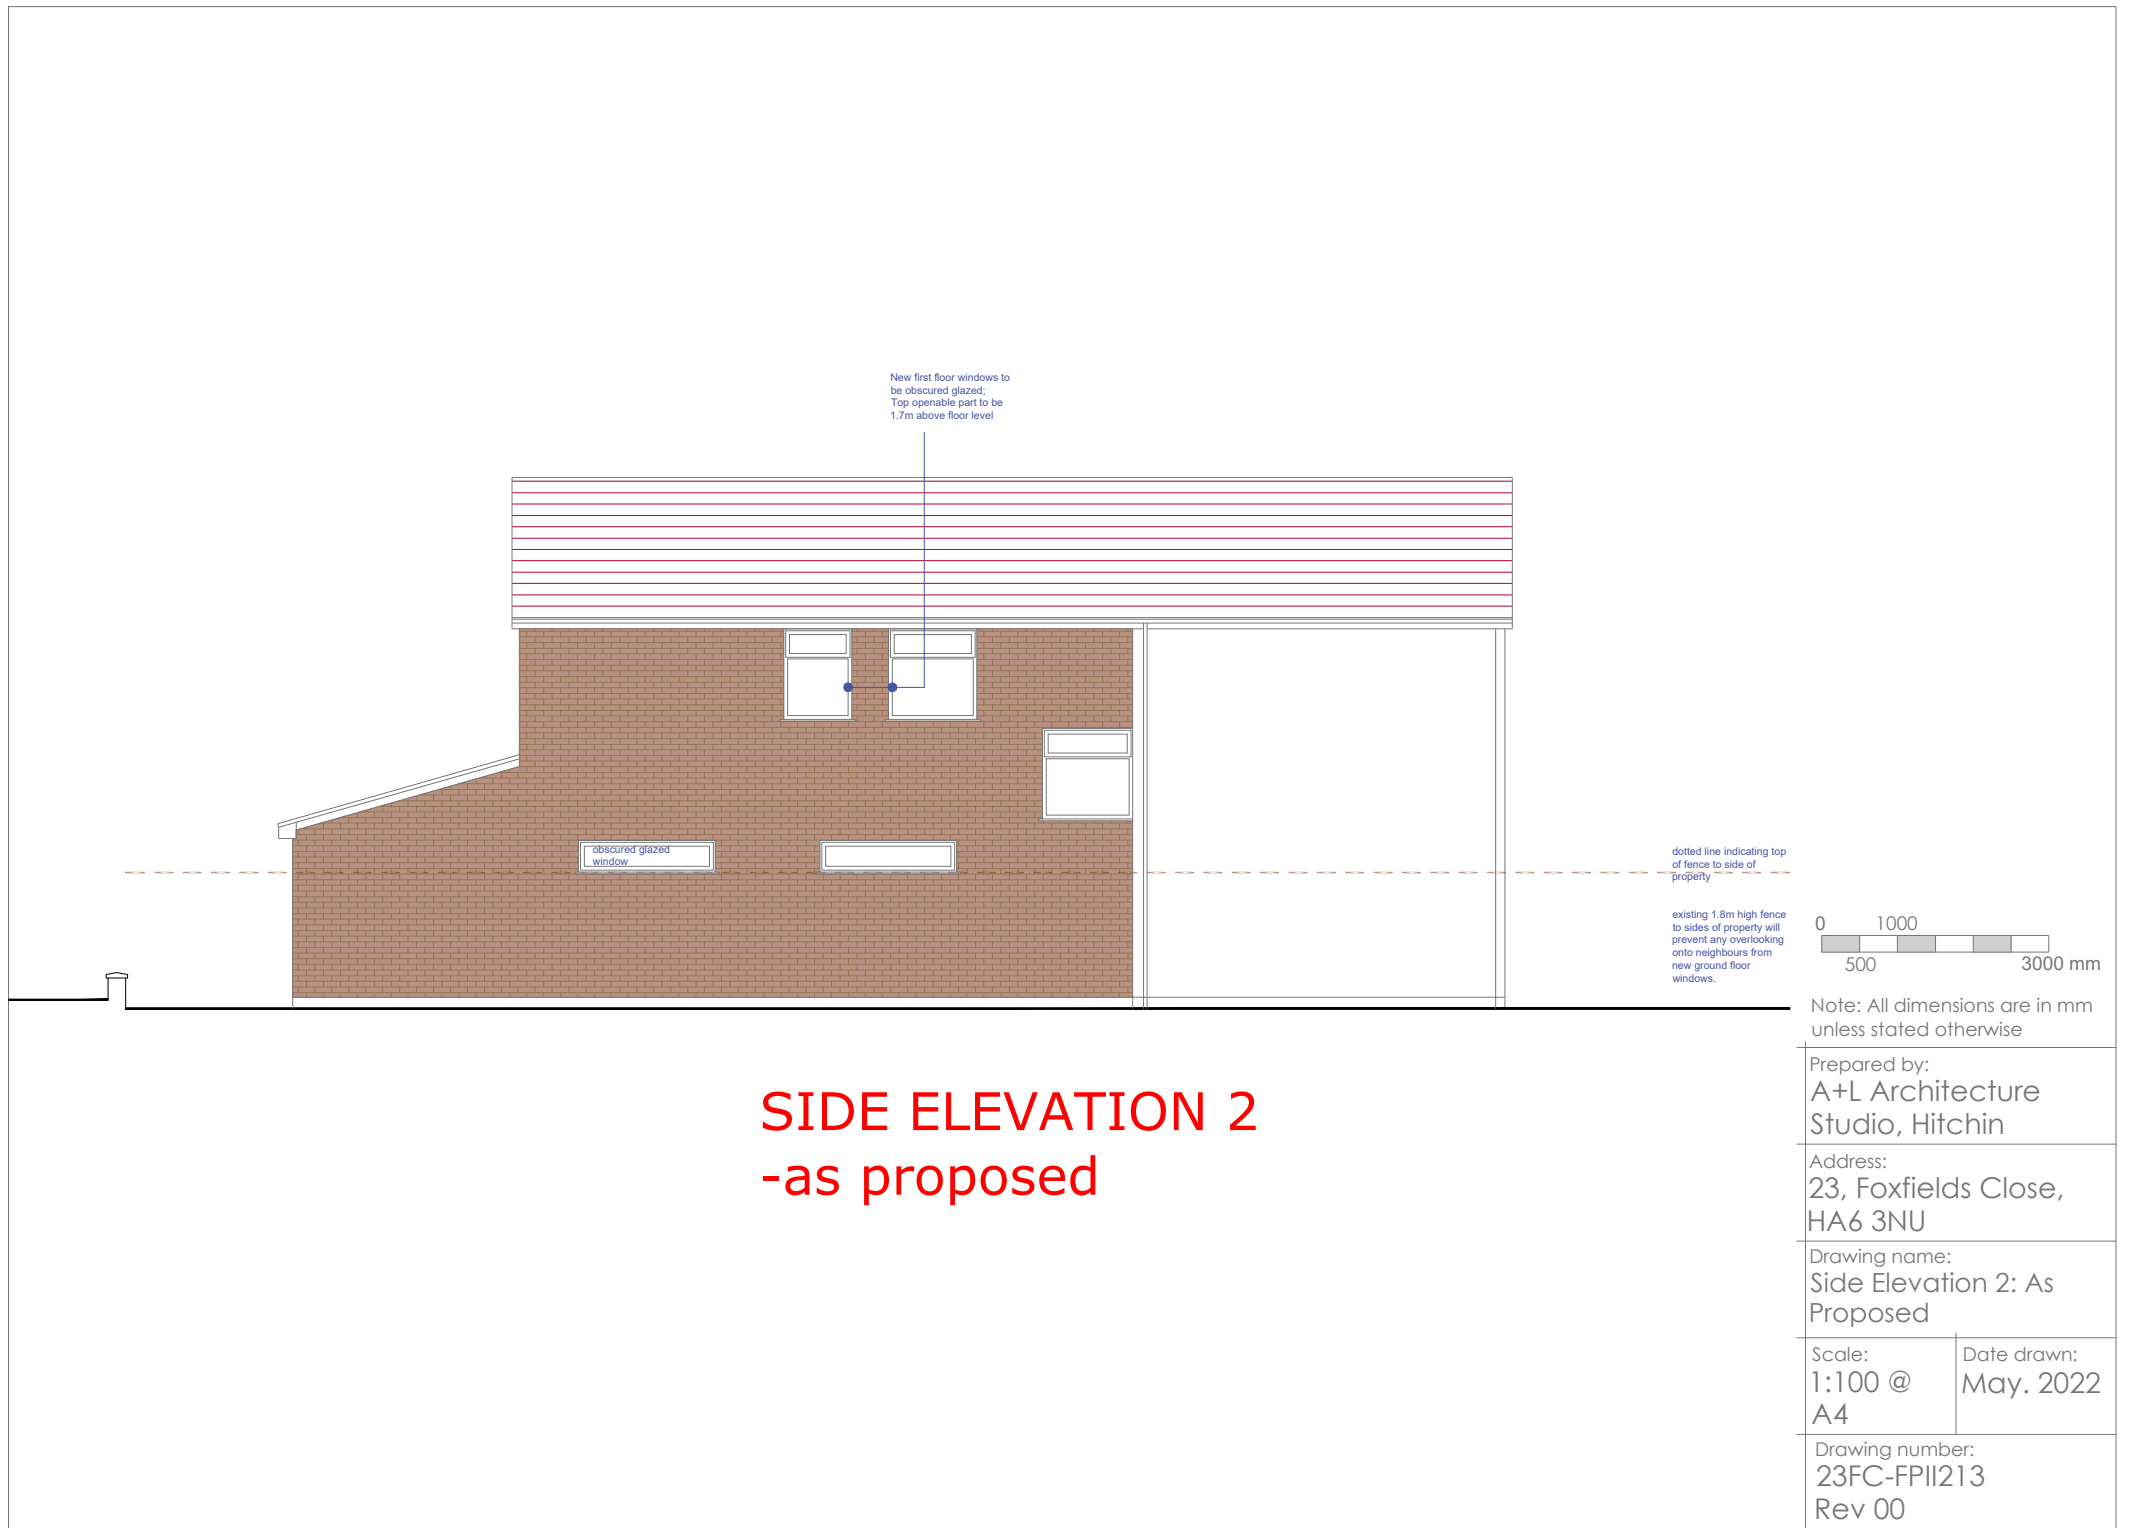 New first floor windows to
be obscured glazed;
Top openable part to be
1.7m above floor level
obscured glazed
window
dotted line indicating top
of fence to side of
property
existing 1.8m high fence
to sides of property will
prevent any overlooking
onto neighbours from
new ground floor
windows.
0 1000
500 3000 mm
Note: All dimensions are in mm
unless stated otherwise
Prepared by:
A+L Architecture
Studio, Hitchin
Address:
23, Foxfields Close,
HA6 3NU
Drawing name:
Side Elevation 2: As
Proposed
Scale:
1:100 @
A4
Date drawn:
May. 2022
Drawing number:
23FC-FPII213
Rev 00
SIDE ELEVATION 2
-as proposed